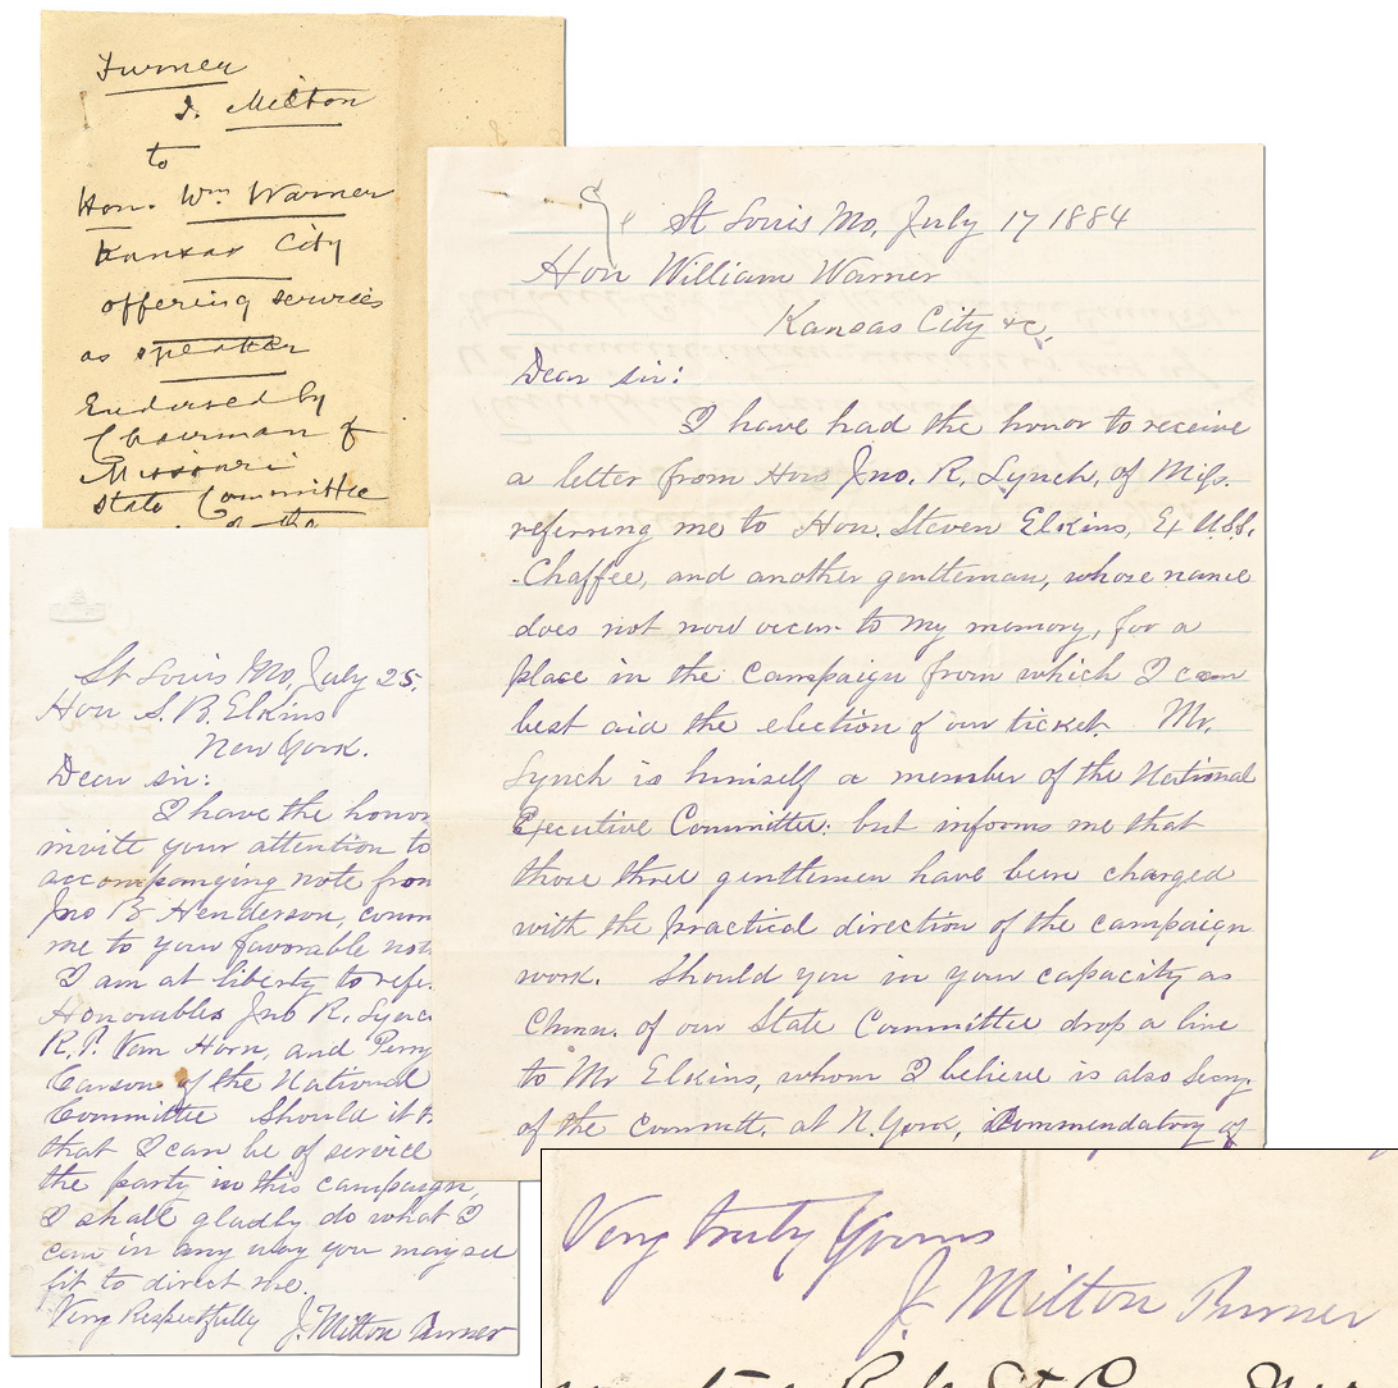 Turner
J. Milton
to
Hon. Wm Warner
Kansas City
offering services
as speaker
Endorsed by
Chairman of
Missouri
State Committee
of the
St Louis Mo, July 17 1884
Hon William Warner
Kansas City &c,
Dear sir:
I have had the honor to receive
a letter from Hon Jno. R. Lynch, of Miss.
referring me to Hon. Steven Elkins, Ex U.S.S.
Chaffee, and another gentleman, whose name
does not now occur to my memory, for a
place in the Campaign from which I can
best aid the election of our ticket. Mr.
Lynch is himself a member of the National
Executive Committee: but informs me that
those three gentlemen have been charged
with the practical direction of the campaign
work. Should you in your capacity as
Chmn. of our State Committee drop a line
to Mr Elkins, whom I believe is also Secy
of the Committ. at N. York, Commendatory of
St Louis Mo, July 25,
Hon S. B. Elkins
New York.
Dear sir:
I have the honor
invite your attention to
accompanying note from
Jno B Henderson, comm
me to your favorable not
I am at liberty to refe
Honorables Jno R. Lync
R. T. Van Horn, and Perry
Carson of the National
Committee Should it
that I can be of service
the party in this campaign,
I shall gladly do what I
can in any way you may see
fit to direct me.
Very Respectfully J. Milton Turner
Very truly Yours
J. Milton Turner